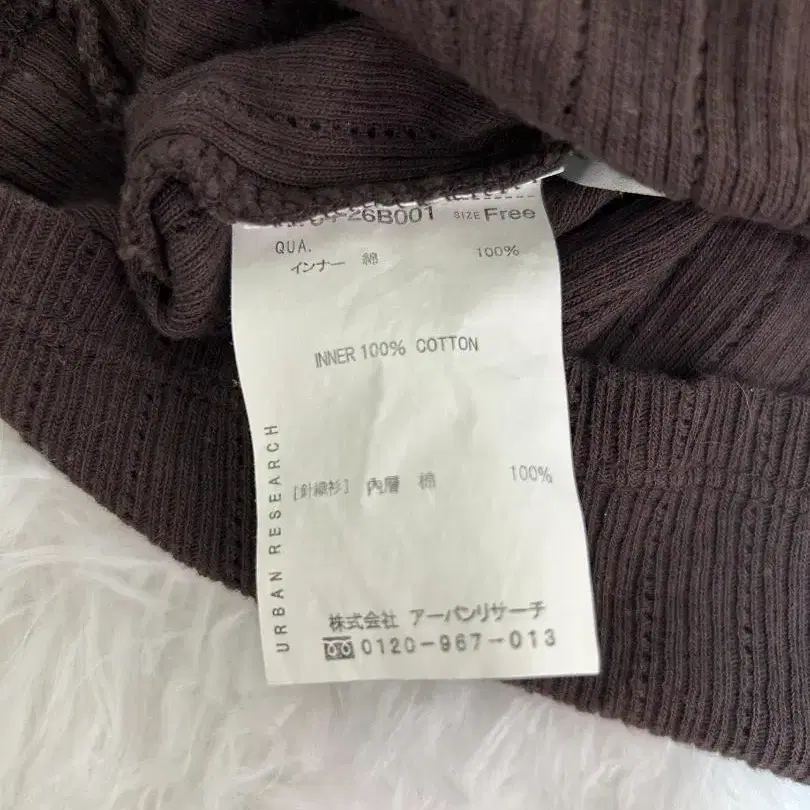 26B001 SIZE Free
QUA.
インナー 綿 100%
INNER 100% COTTON
[針織衫] 內層 棉 100%
URBAN RESEARCH
株式会社 アーバンリサーチ
0120-967-013